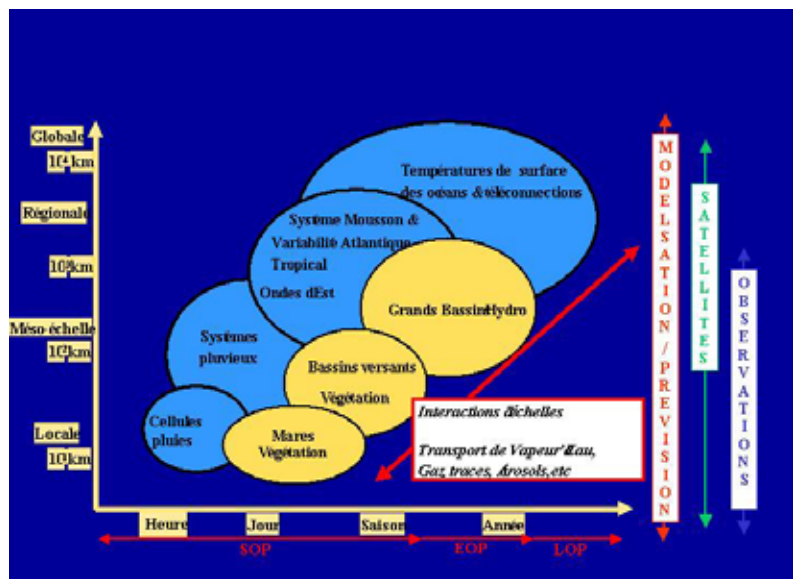 Globale
10⁴ km
Températures de surface
des océans & téléconnections
Régionale
Système Mousson &
Variabilité Atlantique
Tropical
Ondes d'Est
10³ km
Grands Bassin Hydro
Méso-échelle
10² km
Systèmes
pluvieux
Bassins versants
Végétation
Cellules
pluies
Mares
Végétation
Locale
km
Interactions d'échelles
Transport de Vapeur d'Eau,
Gaz traces, Aérosols, etc
Heure
Jour
Saison
Année
SOP
EOP
LOP
MODELSATION / PREVISION
SATELLITES
OBSERVATIONS